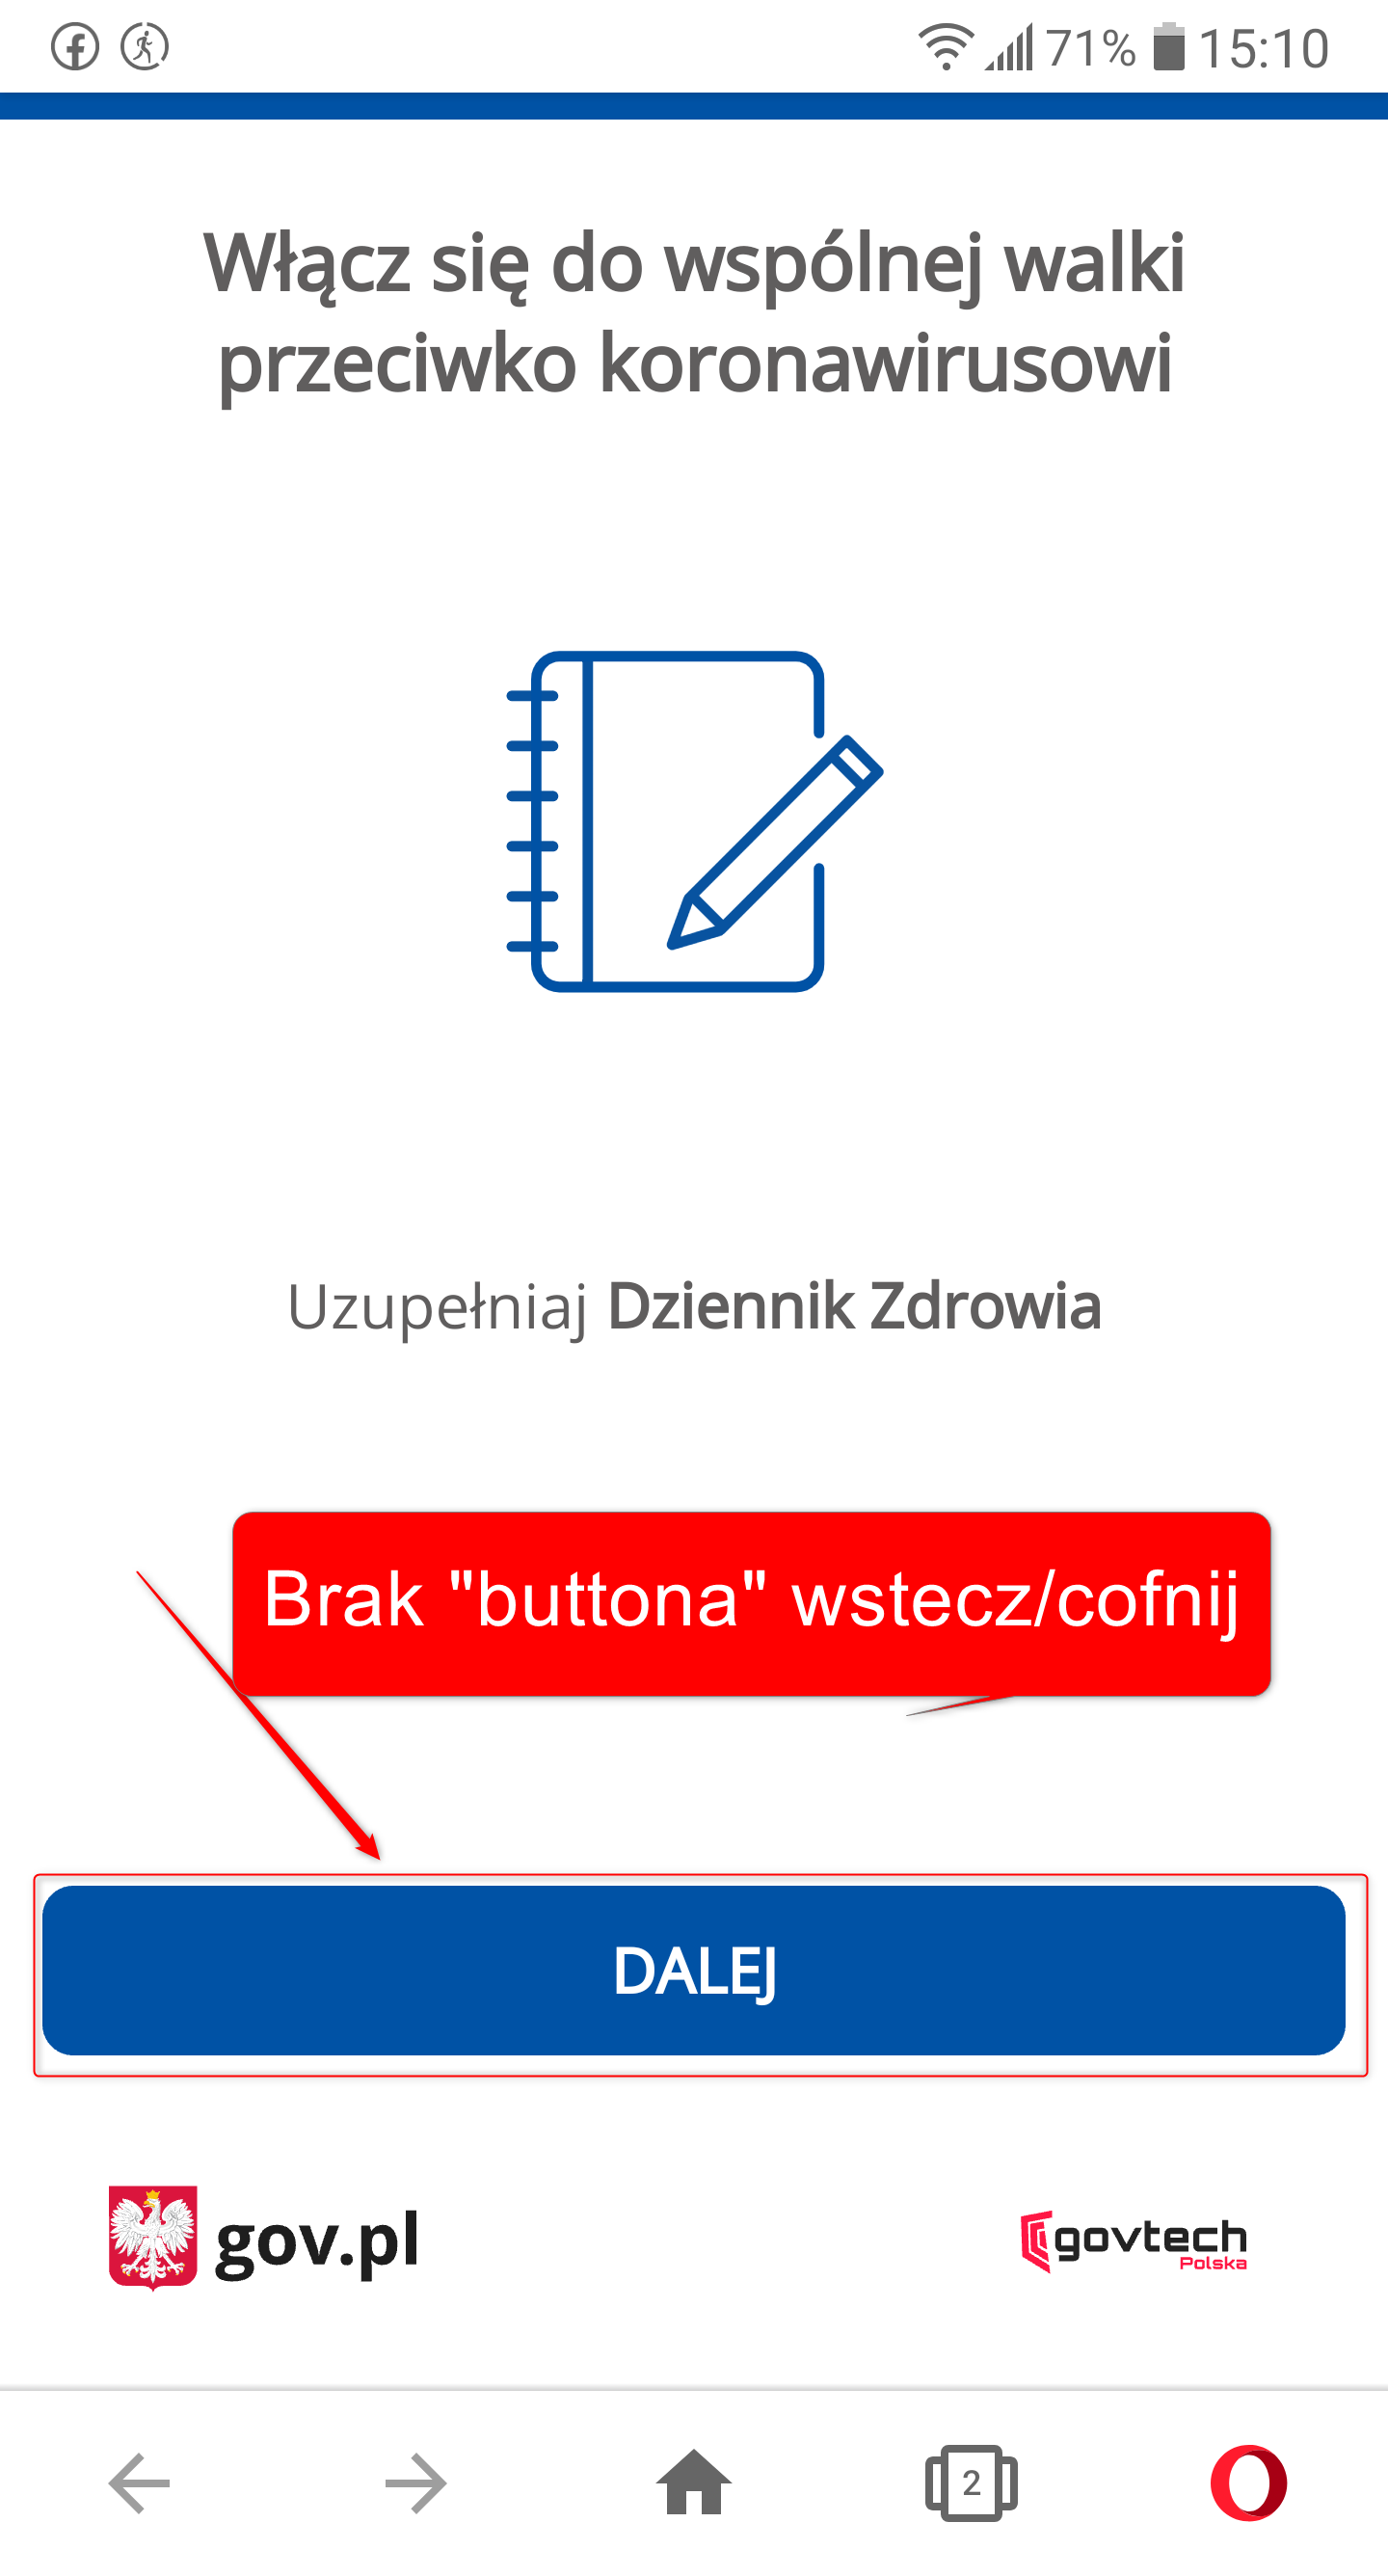 71% 15:10
Włącz się do wspólnej walki
przeciwko koronawirusowi
Uzupełniaj Dziennik Zdrowia
Brak "buttona" wstecz/cofnij
DALEJ
gov.pl
govtech
Polska
2